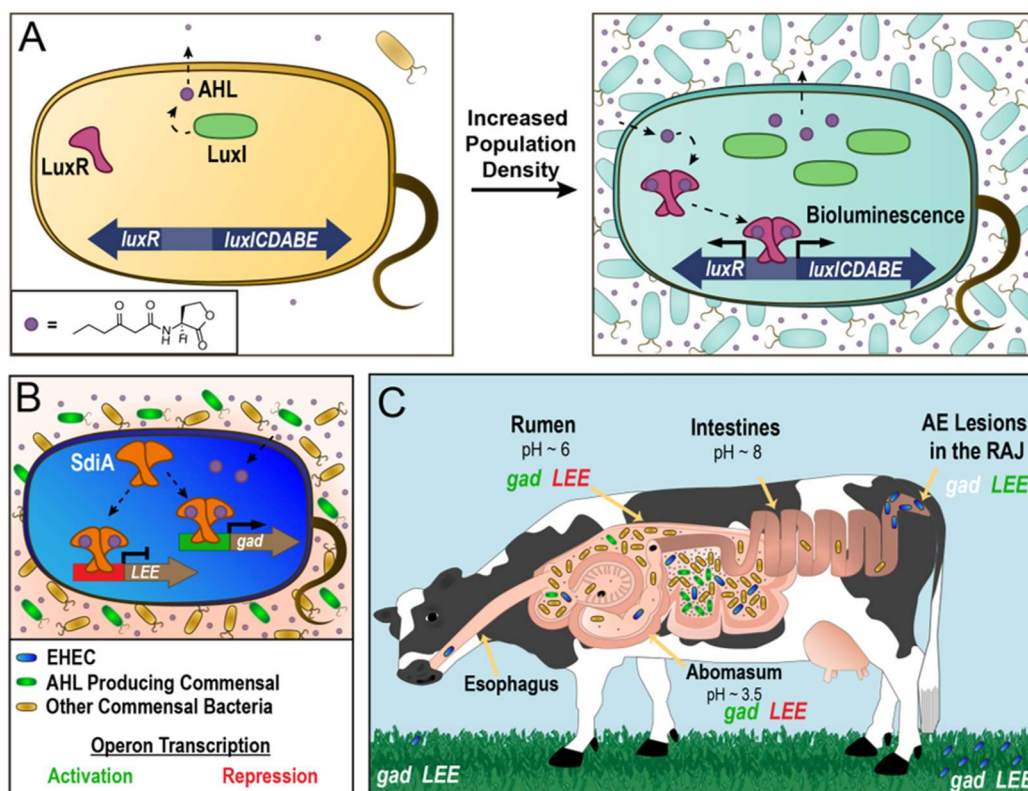 A
AHL
LuxR
LuxI
luxR
luxICDABE
=
O
O
O
N
H
H
O
Increased
Population
Density
Bioluminescence
luxR
luxICDABE
B
SdiA
gad
LEE
EHEC
AHL Producing Commensal
Other Commensal Bacteria
Operon Transcription
Activation
Repression
C
Rumen
pH ~ 6
gad LEE
Intestines
pH ~ 8
AE Lesions
in the RAJ
gad LEE
Esophagus
Abomasum
pH ~ 3.5
gad LEE
gad LEE
gad LEE